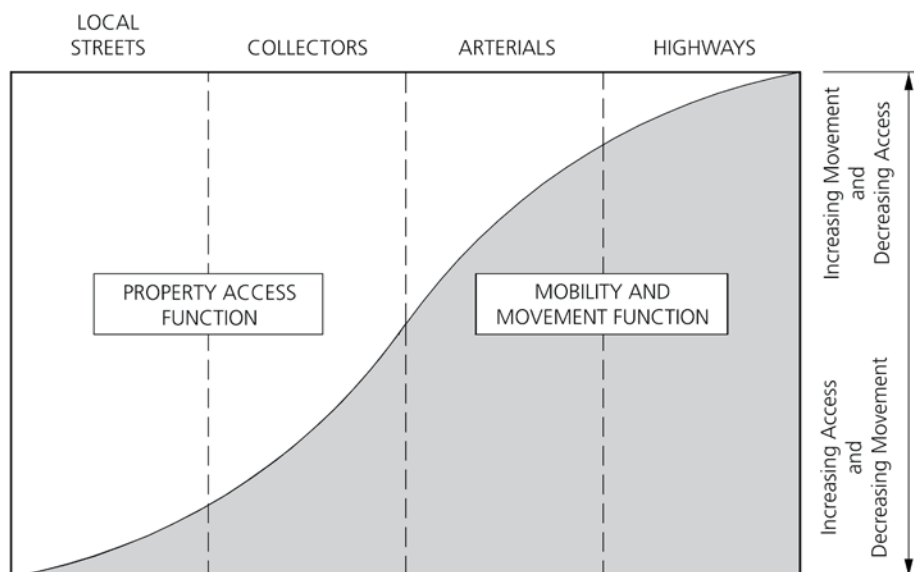 LOCAL
STREETS
COLLECTORS
ARTERIALS
HIGHWAYS
PROPERTY ACCESS
FUNCTION
MOBILITY AND
MOVEMENT FUNCTION
Increasing Movement
and
Decreasing Access
Increasing Access
and
Decreasing Movement